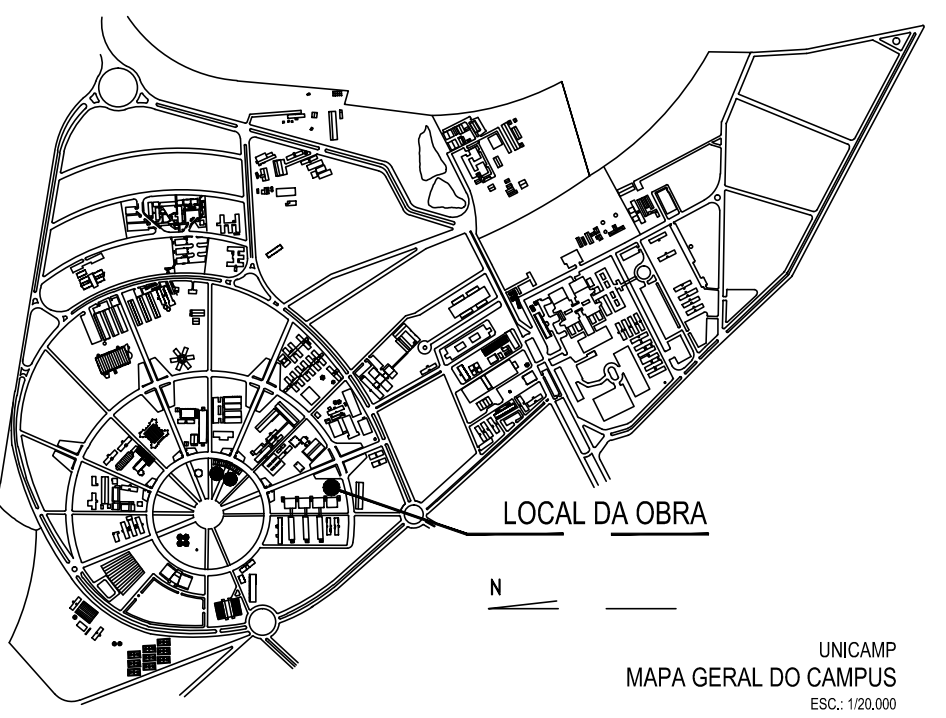 LOCAL DA OBRA
N
UNICAMP
MAPA GERAL DO CAMPUS
ESC.: 1/20.000